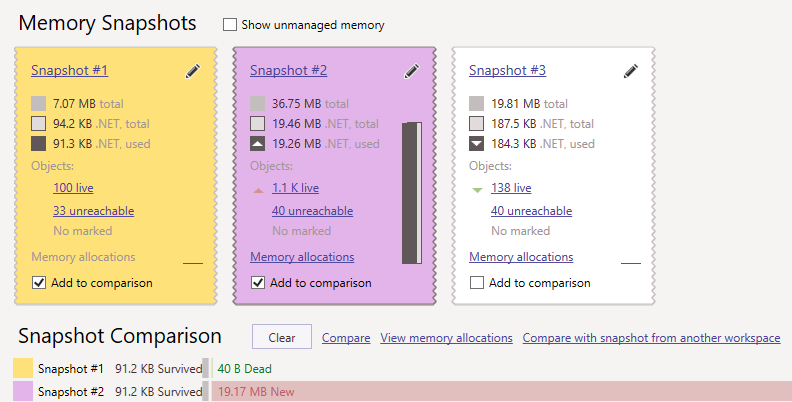 Memory Snapshots
Show unmanaged memory
Snapshot #1
7.07 MB total
94.2 KB .NET, total
91.3 KB .NET, used
Objects:
100 live
33 unreachable
No marked
Memory allocations
Add to comparison
Snapshot #2
36.75 MB total
19.46 MB .NET, total
19.26 MB .NET, used
Objects:
1.1 K live
40 unreachable
No marked
Memory allocations
Add to comparison
Snapshot #3
19.81 MB total
187.5 KB .NET, total
184.3 KB .NET, used
Objects:
138 live
40 unreachable
No marked
Memory allocations
Add to comparison
Snapshot Comparison
Clear
Compare
View memory allocations
Compare with snapshot from another workspace
Snapshot #1 91.2 KB Survived 40 B Dead
Snapshot #2 91.2 KB Survived 19.17 MB New